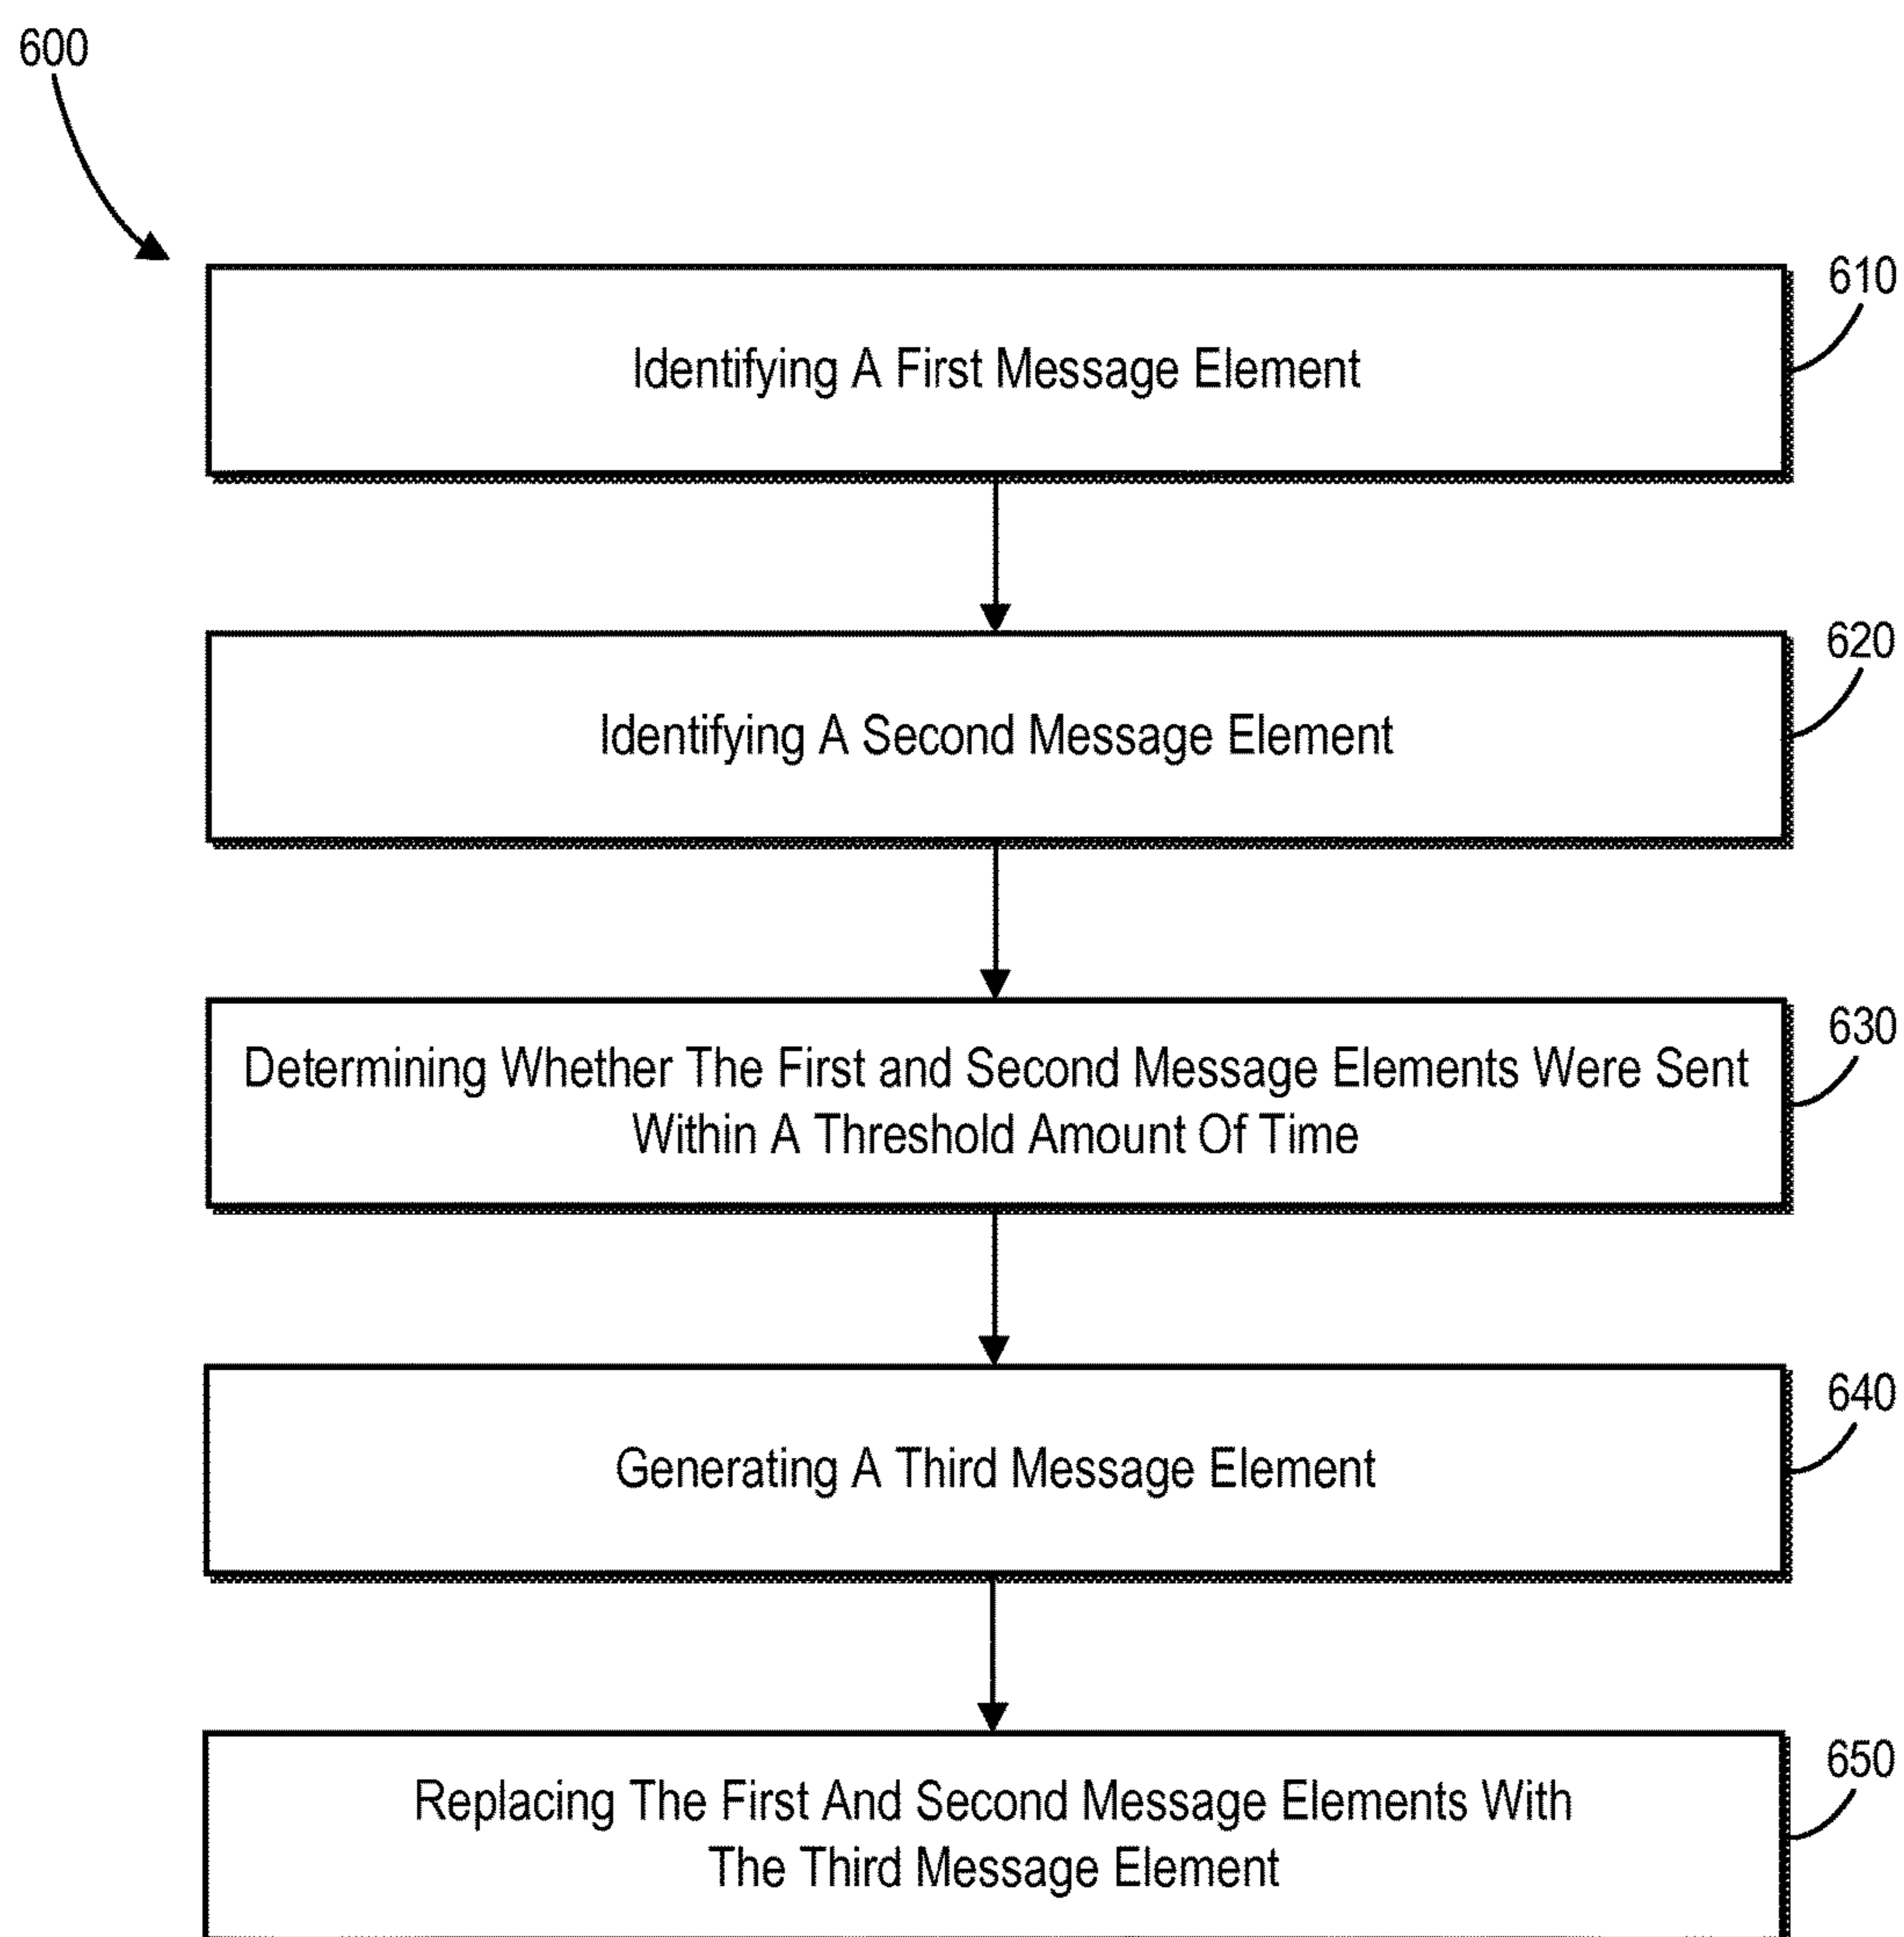 600
610
Identifying A First Message Element
620
Identifying A Second Message Element
630
Determining Whether The First and Second Message Elements Were Sent
Within A Threshold Amount Of Time
640
Generating A Third Message Element
650
Replacing The First And Second Message Elements With
The Third Message Element